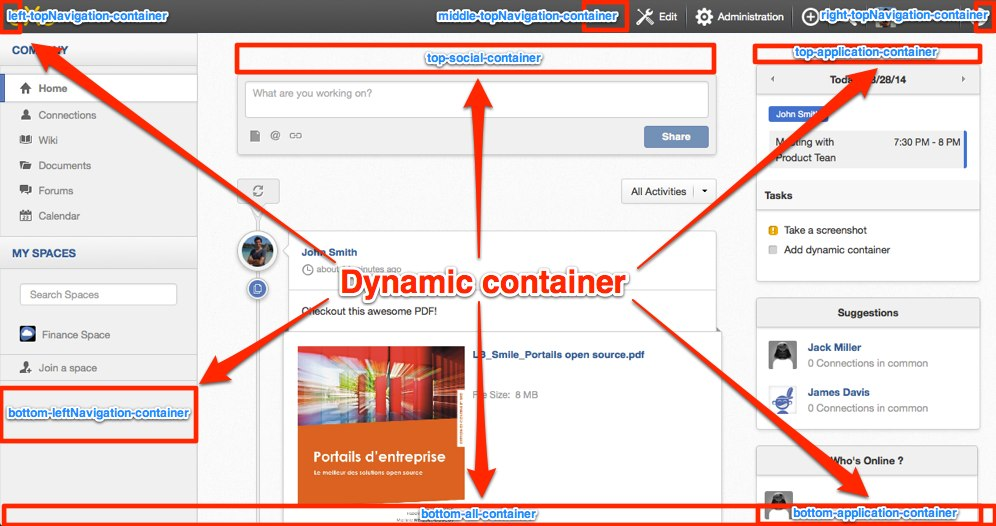 left-topNavigation-container
middle-topNavigation-container
Edit
Administration
right-topNavigation-container
COMPANY
Home
Connections
Wiki
Documents
Forums
Calendar
MY SPACES
Search Spaces
Finance Space
Join a space
bottom-leftNavigation-container
top-social-container
What are you working on?
@
Share
All Activities
John Smith
about minutes ago
Dynamic container
Checkout this awesome PDF!
LB_Smile_Portails open source.pdf
File Size: 8 MB
Portails d'entreprise
Le meilleur des solutions open source
bottom-all-container
top-application-container
Today 3/28/14
John Smith
Meeting with 7:30 PM - 8 PM
Product Tean
Tasks
Take a screenshot
Add dynamic container
Suggestions
Jack Miller
0 Connections in common
James Davis
0 Connections in common
Who's Online ?
bottom-application-container